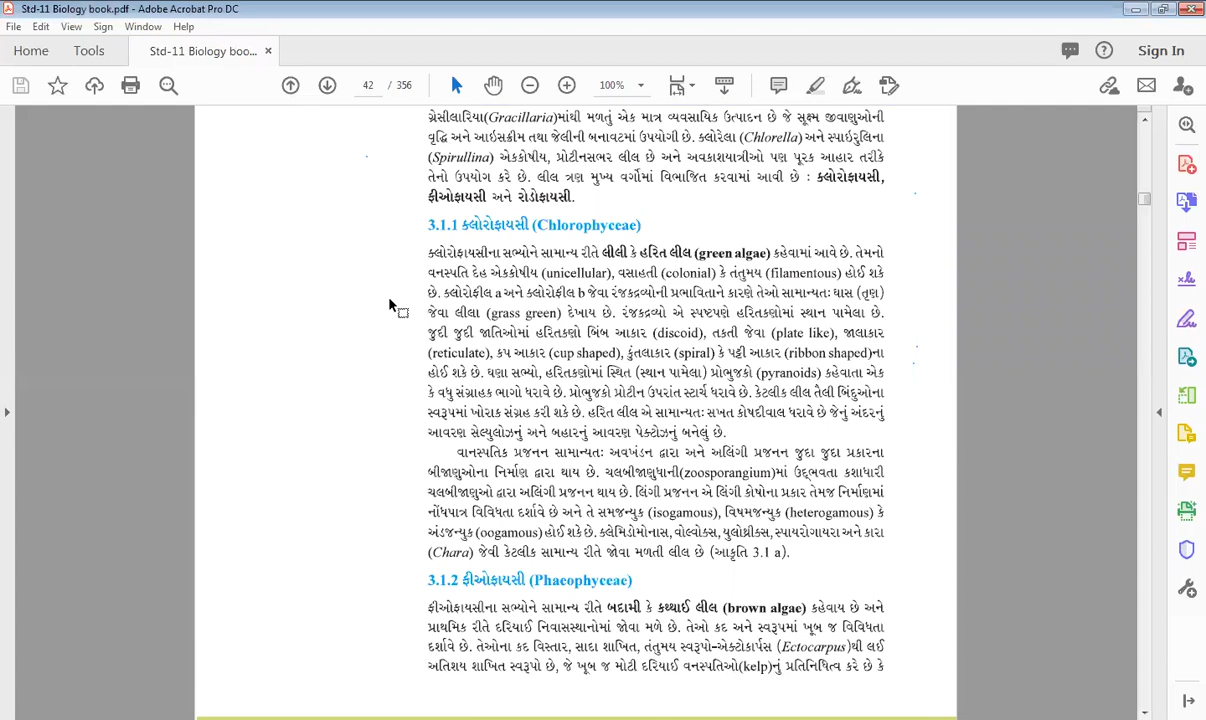 Std-11 Biology book.pdf - Adobe Acrobat Pro DC
File Edit View Sign Window Help
Home Tools Std-11 Biology boo... × Sign In
42 / 356 100%
ગ્રેસીલારિયા(Gracillaria)માંથી મળતું એક માત્ર વ્યવસાયિક ઉત્પાદન છે જે સૂક્ષ્મ જીવાણુઓની
વૃદ્ધિ અને આઇસક્રીમ તથા જેલીની બનાવટમાં ઉપયોગી છે. ક્લોરેલા (Chlorella) અને સ્પાઇરુલિના
(Spirullina) એકકોષીય, પ્રોટીનસભર લીલ છે અને અવકાશયાત્રીઓ પણ પૂરક આહાર તરીકે
તેનો ઉપયોગ કરે છે. લીલ ત્રણ મુખ્ય વર્ગોમાં વિભાજિત કરવામાં આવી છે : ક્લોરોફાયસી,
ફીઓફાયસી અને રોડોફાયસી.
3.1.1 ક્લોરોફાયસી (Chlorophyceae)
ક્લોરોફાયસીના સભ્યોને સામાન્ય રીતે લીલી કે હરિત લીલ (green algae) કહેવામાં આવે છે. તેમનો
વનસ્પતિ દેહ એકકોષીય (unicellular), વસાહતી (colonial) કે તંતુમય (filamentous) હોઈ શકે
છે. ક્લોરોફીલ a અને ક્લોરોફીલ b જેવા રંજકદ્રવ્યોની પ્રભાવિતાને કારણે તેઓ સામાન્યતઃ ઘાસ (તૃણ)
જેવા લીલા (grass green) દેખાય છે. રંજકદ્રવ્યો એ સ્પષ્ટપણે હરિતકણોમાં સ્થાન પામેલા છે.
જુદી જુદી જાતિઓમાં હરિતકણો બિંબ આકાર (discoid), તકતી જેવા (plate like), જાલાકાર
(reticulate), કપ આકાર (cup shaped), કુંતલાકાર (spiral) કે પટ્ટી આકાર (ribbon shaped)ના
હોઈ શકે છે. ઘણા સભ્યો, હરિતકણોમાં સ્થિત (સ્થાન પામેલા) પ્રોભુજકો (pyranoids) કહેવાતા એક
કે વધુ સંગ્રાહક ભાગો ધરાવે છે. પ્રોભુજકો પ્રોટીન ઉપરાંત સ્ટાર્ચ ધરાવે છે. કેટલીક લીલ તૈલી બિંદુઓના
સ્વરૂપમાં ખોરાક સંગ્રહ કરી શકે છે. હરિત લીલ એ સામાન્યતઃ સખત કોષદીવાલ ધરાવે છે જેનું અંદરનું
આવરણ સેલ્યુલોઝનું અને બહારનું આવરણ પેક્ટોઝનું બનેલું છે.
વાનસ્પતિક પ્રજનન સામાન્યતઃ અવખંડન દ્વારા અને અલિંગી પ્રજનન જુદા જુદા પ્રકારના
બીજાણુઓના નિર્માણ દ્વારા થાય છે. ચલબીજાણુધાની(zoosporangium)માં ઉદ્ભવતા કશાધારી
ચલબીજાણુઓ દ્વારા અલિંગી પ્રજનન થાય છે. લિંગી પ્રજનન એ લિંગી કોષોના પ્રકાર તેમજ નિર્માણમાં
નોંધપાત્ર વિવિધતા દર્શાવે છે અને તે સમજન્યુક (isogamous), વિષમજન્યુક (heterogamous) કે
અંડજન્યુક (oogamous) હોઈ શકે છે. ક્લેમિડોમોનાસ, વોલ્વોક્સ, યુલોથ્રીક્સ, સ્પાયરોગાયરા અને કારા
(Chara) જેવી કેટલીક સામાન્ય રીતે જોવા મળતી લીલ છે (આકૃતિ 3.1 a).
3.1.2 ફીઓફાયસી (Phaeophyceae)
ફીઓફાયસીના સભ્યોને સામાન્ય રીતે બદામી કે કથ્થાઈ લીલ (brown algae) કહેવાય છે અને
પ્રાથમિક રીતે દરિયાઈ નિવાસસ્થાનોમાં જોવા મળે છે. તેઓ કદ અને સ્વરૂપમાં ખૂબ જ વિવિધતા
દર્શાવે છે. તેઓના કદ વિસ્તાર, સાદા શાખિત, તંતુમય સ્વરૂપો-એક્ટોકાર્પસ (Ectocarpus)થી લઈ
અતિશય શાખિત સ્વરૂપો છે, જે ખૂબ જ મોટી દરિયાઈ વનસ્પતિઓ(kelp)નું પ્રતિનિધિત્વ કરે છે કે